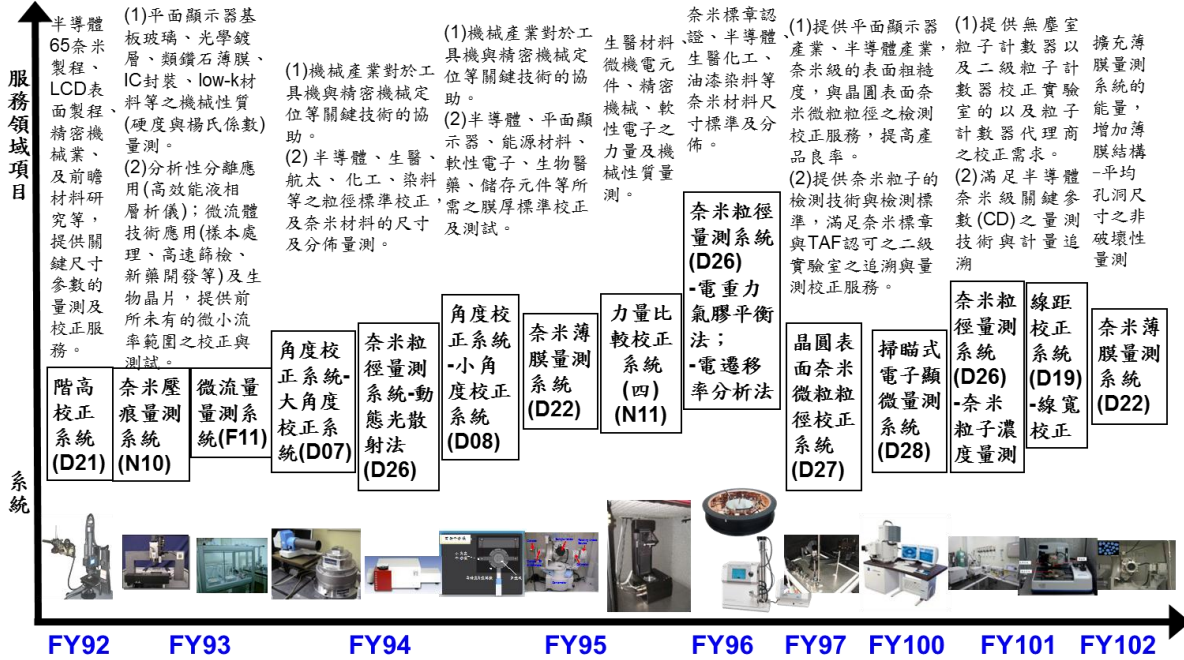 服務領域項目
半導體
65奈米
製程、
LCD表
面製程、
精密機
械業、
及前瞻
材料研
究等，
提供關
鍵尺寸
參數的
量測及
校正服
務。
(1)平面顯示器基
板玻璃、光學鍍
層、類鑽石薄膜、
IC封裝、low-k材
料等之機械性質
(硬度與楊氏係數)
量測。
(2)分析性分離應
用(高效能液相
層析儀)；微流體
技術應用(樣本處
理、高速篩檢、
新藥開發等)及生
物晶片，提供前
所未有的微小流
率範圍之校正與
測試。
(1)機械產業對於工
具機與精密機械定
位等關鍵技術的協
助。
(2)半導體、生醫、
航太、化工、染料
等之粒徑標準校正，
及奈米材料的尺寸
及分佈量測。
(1)機械產業對於工
具機與精密機械定
位等關鍵技術的協
助。
(2)半導體、平面顯
示器、能源材料、
軟性電子、生物醫
藥、儲存元件等所
需之膜厚標準校正
及測試。
生醫材料、
微機電元
件、精密
機械、軟
性電子之
力量及機
械性質量
測。
奈米標章認
證、半導體、
生醫化工、
油漆染料等
奈米材料尺
寸標準及分
佈。
(1)提供平面顯示器
產業、半導體產業，
奈米級的表面粗糙
度，與晶圓表面奈
米微粒粒徑之檢測
校正服務，提高產
品良率。
(2)提供奈米粒子的
檢測技術與檢測標
準，滿足奈米標章
與TAF認可之二級
實驗室之追溯與量
測校正服務。
(1)提供無塵室
粒子計數器以
及二級粒子計
數器校正實驗
室的以及粒子
計數器代理商
之校正需求。
(2)滿足半導體
奈米級關鍵參
數(CD)之量測
技術與計量追
溯
擴充薄
膜量測
系統的
能量，
增加薄
膜結構
-平均
孔洞尺
寸之非
破壞性
量測
系統
階高
校正
系統
(D21)
奈米壓
痕量測
系統
(N10)
微流量
量測系
統(F11)
角度校
正系統-
大角度
校正系
統(D07)
奈米粒
徑量測
系統-動
態光散
射法
(D26)
角度校
正系統
-小角
度校正
系統
(D08)
奈米薄
膜量測
系統
(D22)
力量比
較校正
系統
(四)
(N11)
奈米粒徑
量測系統
(D26)
-電重力
氣膠平衡
法；
-電遷移
率分析法
晶圓表
面奈米
微粒粒
徑校正
系統
(D27)
掃瞄式
電子顯
微量測
系統
(D28)
奈米粒
徑量測
系統
(D26)
-奈米
粒子濃
度量測
線距
校正
系統
(D19)
-線寬
校正
奈米薄
膜量測
系統
(D22)
FY92
FY93
FY94
FY95
FY96
FY97
FY100
FY101
FY102